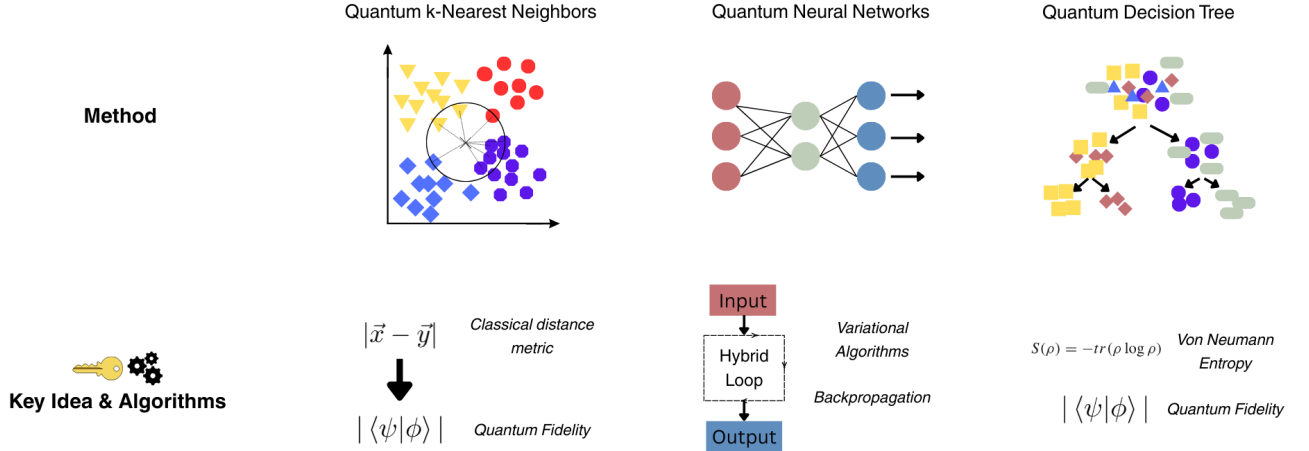 Quantum k-Nearest Neighbors
Quantum Neural Networks
Quantum Decision Tree
Method
Key Idea & Algorithms
|x⃗ − y⃗|
Classical distance
metric
| ⟨ψ|ϕ⟩ |
Quantum Fidelity
Input
Hybrid
Loop
Output
Variational
Algorithms
Backpropagation
S(ρ) = −tr(ρ log ρ)
Von Neumann
Entropy
| ⟨ψ|ϕ⟩ |
Quantum Fidelity